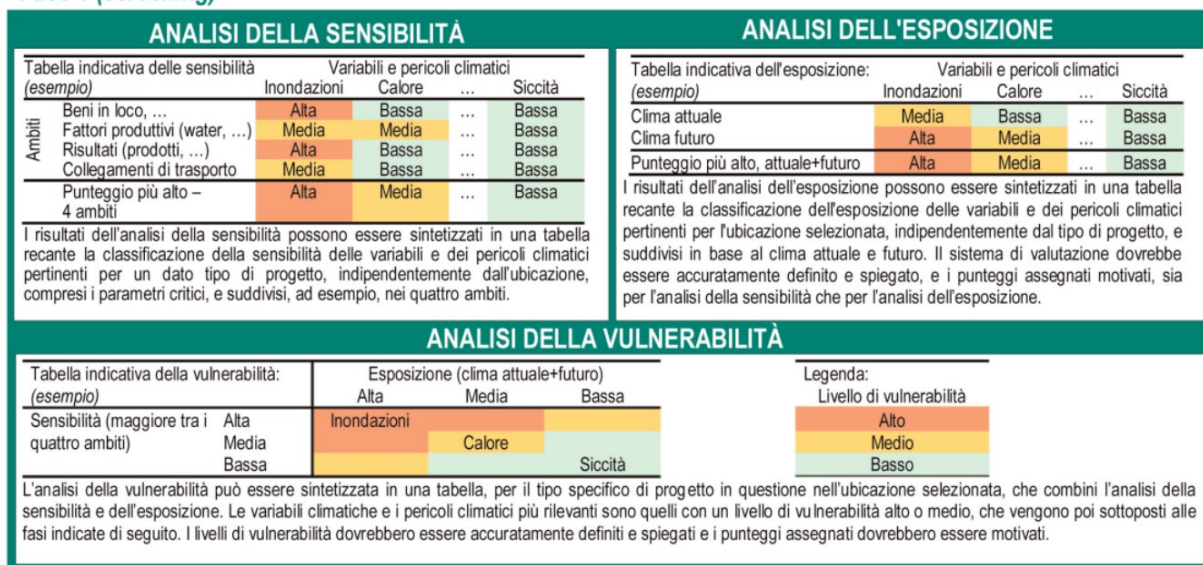 ANALISI DELLA SENSIBILITÀ
Tabella indicativa delle sensibilità Variabili e pericoli climatici
(esempio) Inondazioni Calore … Siccità
Ambiti
Beni in loco, … Alta Bassa … Bassa
Fattori produttivi (water, …) Media Media … Bassa
Risultati (prodotti, …) Alta Bassa … Bassa
Collegamenti di trasporto Media Bassa … Bassa
Punteggio più alto – Alta Media … Bassa
4 ambiti
I risultati dell'analisi della sensibilità possono essere sintetizzati in una tabella
recante la classificazione della sensibilità delle variabili e dei pericoli climatici
pertinenti per un dato tipo di progetto, indipendentemente dall'ubicazione,
compresi i parametri critici, e suddivisi, ad esempio, nei quattro ambiti.
ANALISI DELL'ESPOSIZIONE
Tabella indicativa dell'esposizione: Variabili e pericoli climatici
(esempio) Inondazioni Calore … Siccità
Clima attuale Media Bassa … Bassa
Clima futuro Alta Media … Bassa
Punteggio più alto, attuale+futuro Alta Media … Bassa
I risultati dell'analisi dell'esposizione possono essere sintetizzati in una tabella
recante la classificazione dell'esposizione delle variabili e dei pericoli climatici
pertinenti per l'ubicazione selezionata, indipendentemente dal tipo di progetto, e
suddivisi in base al clima attuale e futuro. Il sistema di valutazione dovrebbe
essere accuratamente definito e spiegato, e i punteggi assegnati motivati, sia
per l'analisi della sensibilità che per l'analisi dell'esposizione.
ANALISI DELLA VULNERABILITÀ
Tabella indicativa della vulnerabilità: Esposizione (clima attuale+futuro)
(esempio) Alta Media Bassa
Sensibilità (maggiore tra i Alta Inondazioni
quattro ambiti) Media Calore
Bassa Siccità
Legenda:
Livello di vulnerabilità
Alto
Medio
Basso
L'analisi della vulnerabilità può essere sintetizzata in una tabella, per il tipo specifico di progetto in questione nell'ubicazione selezionata, che combini l'analisi della
sensibilità e dell'esposizione. Le variabili climatiche e i pericoli climatici più rilevanti sono quelli con un livello di vulnerabilità alto o medio, che vengono poi sottoposti alle
fasi indicate di seguito. I livelli di vulnerabilità dovrebbero essere accuratamente definiti e spiegati e i punteggi assegnati dovrebbero essere motivati.